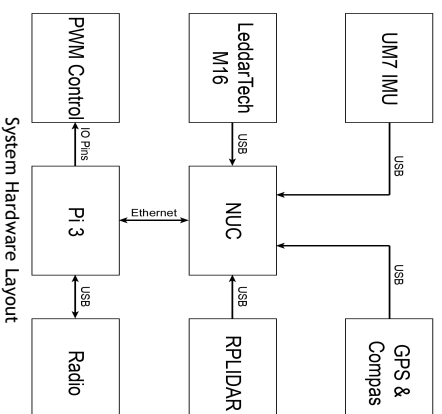 PWM Control
LeddarTech
M16
UM7 IMU
IO Pins
USB
USB
Pi 3
Ethernet
NUC
USB
USB
USB
Radio
RPLIDAR
GPS &
Compas
System Hardware Layout